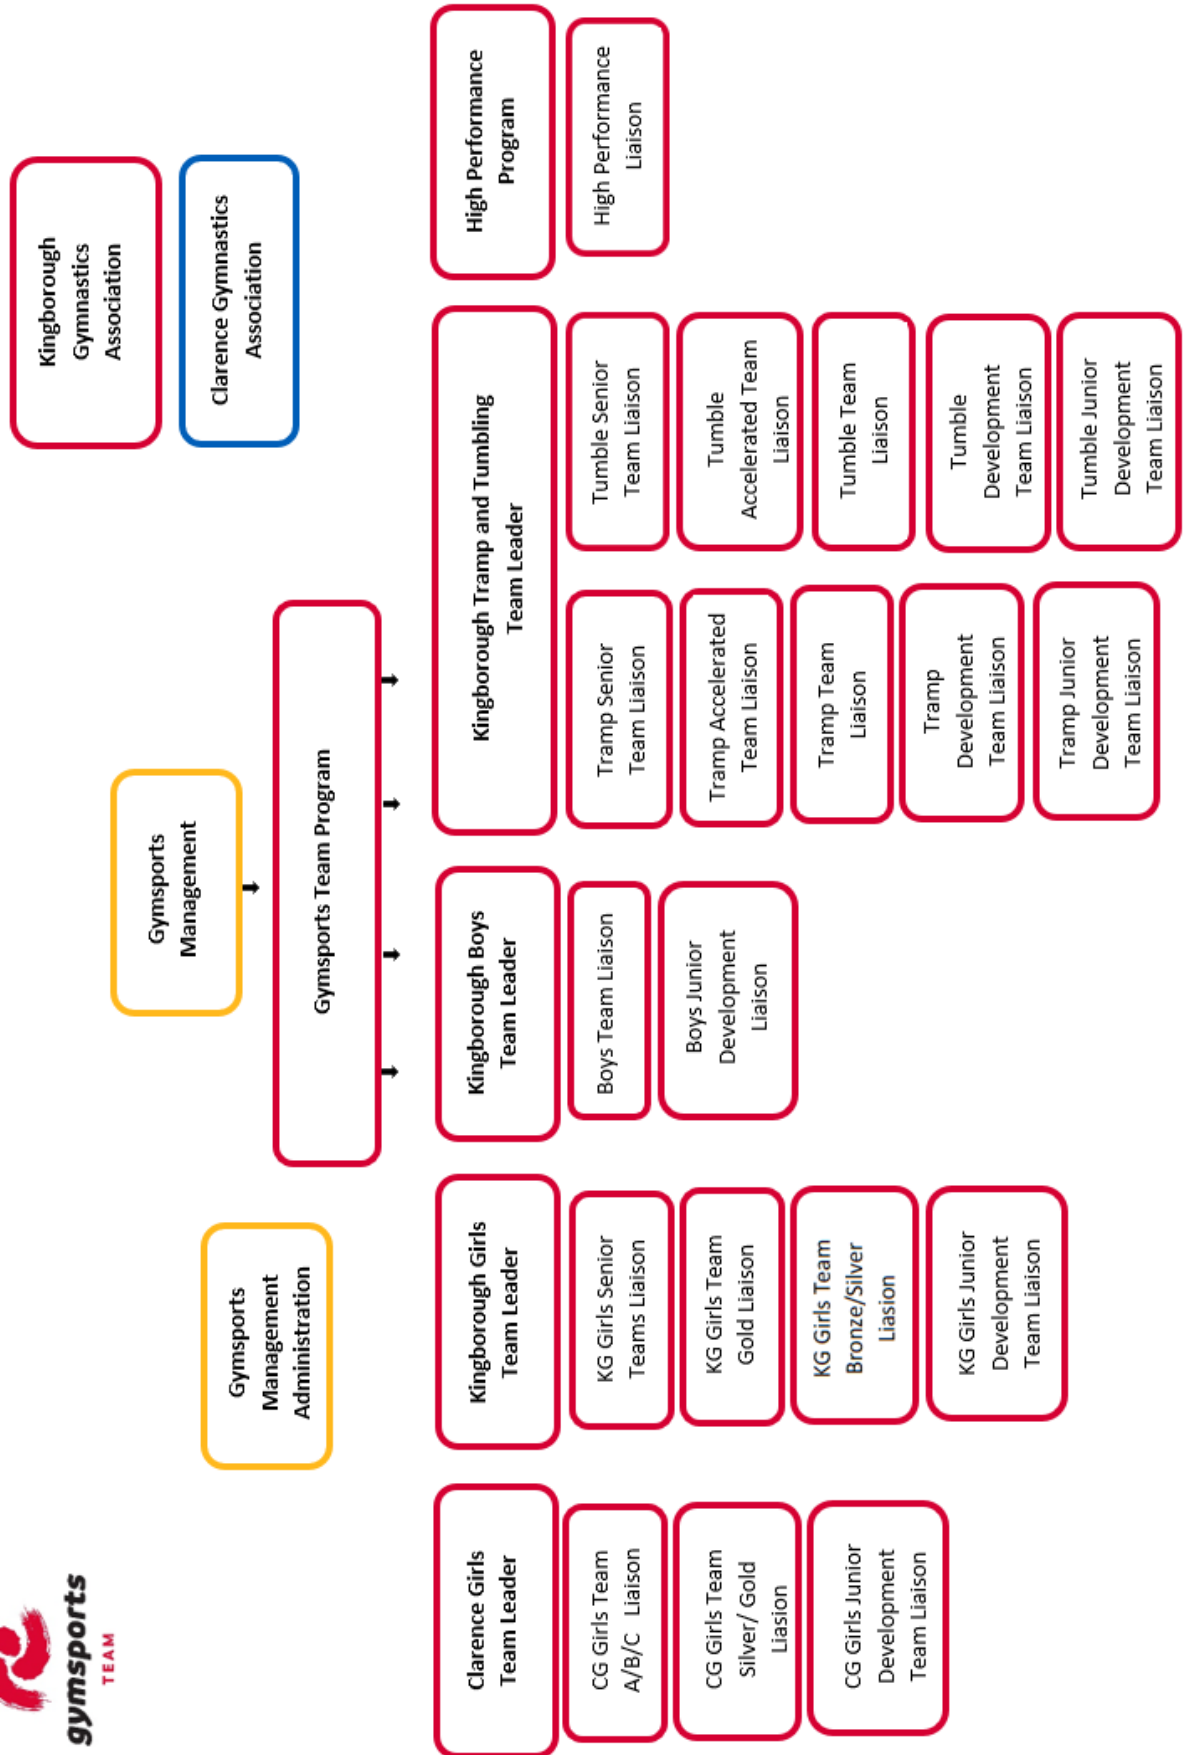 gymsports
TEAM
Kingborough
Gymnastics
Association
Clarence Gymnastics
Association
Gymsports
Management
Gymsports
Management
Administration
Gymsports Team Program
Clarence Girls
Team Leader
CG Girls Team
A/B/C Liaison
CG Girls Team
Silver/ Gold
Liasion
CG Girls Junior
Development
Team Liaison
Kingborough Girls
Team Leader
KG Girls Senior
Teams Liaison
KG Girls Team
Gold Liaison
KG Girls Team
Bronze/Silver
Liasion
KG Girls Junior
Development
Team Liaison
Kingborough Boys
Team Leader
Boys Team Liaison
Boys Junior
Development
Liaison
Kingborough Tramp and Tumbling
Team Leader
Tramp Senior
Team Liaison
Tramp Accelerated
Team Liaison
Tramp Team
Liaison
Tramp
Development
Team Liaison
Tramp Junior
Development
Team Liaison
Tumble Senior
Team Liaison
Tumble
Accelerated Team
Liaison
Tumble Team
Liaison
Tumble
Development
Team Liaison
Tumble Junior
Development
Team Liaison
High Performance
Program
High Performance
Liaison